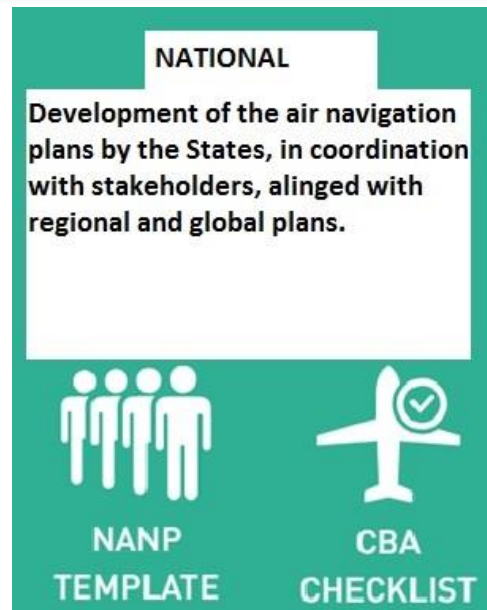 NATIONAL
Development of the air navigation
plans by the States, in coordination
with stakeholders, alinged with
regional and global plans.
NANP
TEMPLATE
CBA
CHECKLIST